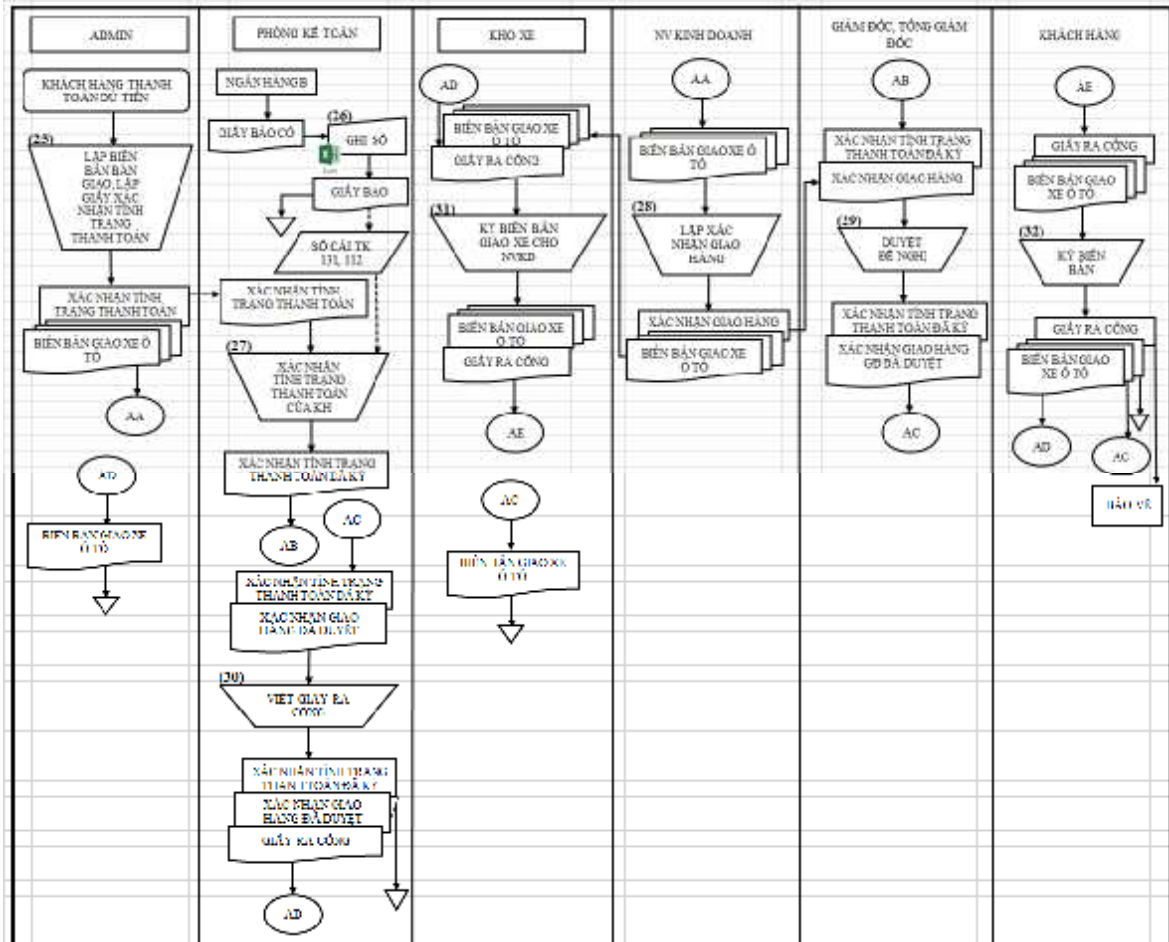 ADMIN
KHÁCH HÀNG THANH
TOÁN ĐỦ TIỀN
(25)
LẬP BIÊN
BẢN BÀN
GIAO, LẬP
GIẤY XÁC
NHẬN TÌNH
TRẠNG
THANH TOÁN
XÁC NHẬN TÌNH
TRẠNG THANH TOÁN
BIÊN BẢN GIAO XE Ô
TÔ
AA
AD
BIÊN BẢN GIAO XE
Ô TÔ
PHÒNG KẾ TOÁN
NGÂN HÀNG B
GIẤY BÁO CÓ
(26)
GHI SỔ
GIẤY BÁO
SỔ CÁI TK
131, 112
XÁC NHẬN TÌNH
TRẠNG THANH TOÁN
(27)
XÁC NHẬN
TÌNH TRẠNG
THANH TOÁN
CỦA KH
XÁC NHẬN TÌNH TRẠNG
THANH TOÁN ĐÃ KÝ
AB
AC
XÁC NHẬN TÌNH TRẠNG
THANH TOÁN ĐÃ KÝ
XÁC NHẬN GIAO
HÀNG ĐÃ DUYỆT
(30)
VIẾT GIẤY RA
CỔNG
XÁC NHẬN TÌNH TRẠNG
THANH TOÁN ĐÃ KÝ
XÁC NHẬN GIAO
HÀNG ĐÃ DUYỆT
GIẤY RA CỔNG
AD
KHO XE
AD
BIÊN BẢN GIAO XE
Ô TÔ
GIẤY RA CỔNG
(31)
KÝ BIÊN BẢN
GIAO XE CHO
NVKD
BIÊN BẢN GIAO XE
Ô TÔ
GIẤY RA CỔNG
AE
AC
BIÊN BẢN GIAO XE
Ô TÔ
NV KINH DOANH
AA
BIÊN BẢN GIAO XE Ô
TÔ
(28)
LẬP XÁC
NHẬN GIAO
HÀNG
XÁC NHẬN GIAO HÀNG
BIÊN BẢN GIAO XE
Ô TÔ
GIÁM ĐỐC, TỔNG GIÁM
ĐỐC
AB
XÁC NHẬN TÌNH TRẠNG
THANH TOÁN ĐÃ KÝ
XÁC NHẬN GIAO HÀNG
(29)
DUYỆT
ĐỀ NGHỊ
XÁC NHẬN TÌNH TRẠNG
THANH TOÁN ĐÃ KÝ
XÁC NHẬN GIAO HÀNG
GĐ ĐÃ DUYỆT
AC
KHÁCH HÀNG
AE
GIẤY RA CỔNG
BIÊN BẢN GIAO
XE Ô TÔ
(32)
KÝ BIÊN
BẢN
GIẤY RA CỔNG
BIÊN BẢN GIAO
XE Ô TÔ
AD
AC
BẢO VỆ